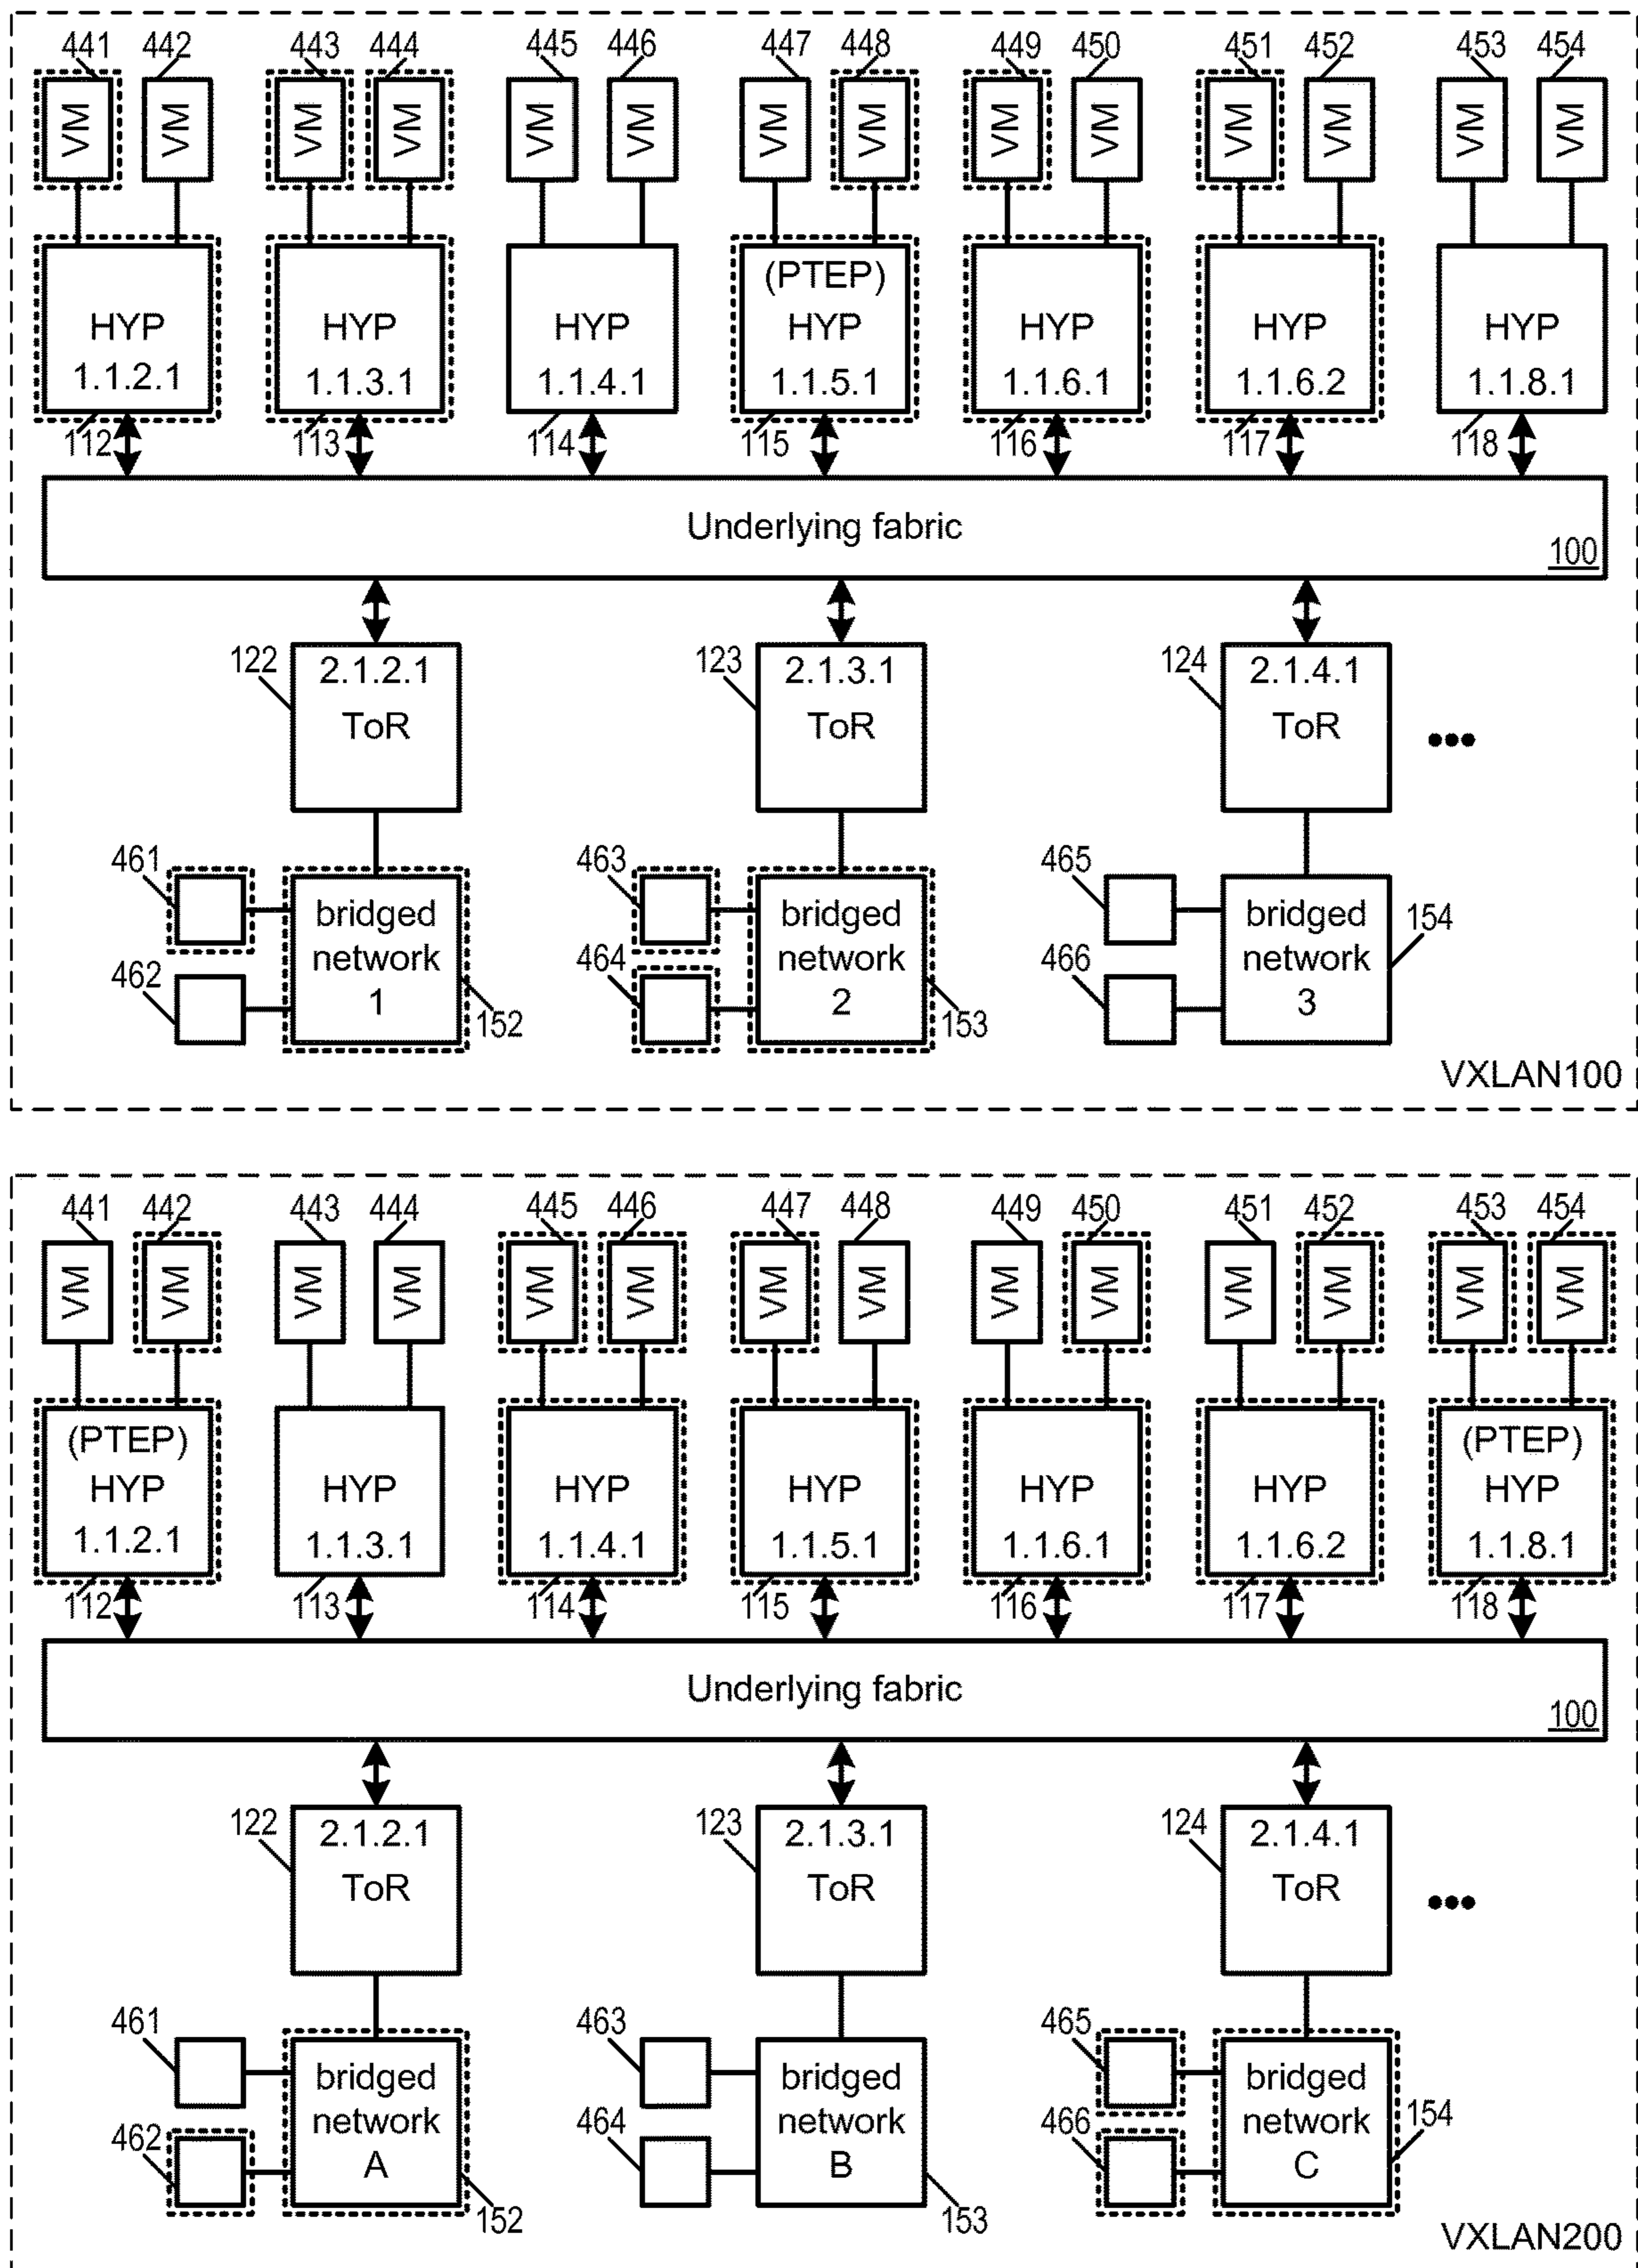 441 442 443 444 445 446 447 448 449 450 451 452 453 454
VM VM VM VM VM VM VM VM VM VM VM VM VM VM
(PTEP)
HYP HYP HYP HYP HYP HYP HYP
1.1.2.1 1.1.3.1 1.1.4.1 1.1.5.1 1.1.6.1 1.1.6.2 1.1.8.1
112 113 114 115 116 117 118
Underlying fabric
100
122 2.1.2.1 123 2.1.3.1 124 2.1.4.1
ToR ToR ToR
•••
461 463 465
bridged bridged bridged 154
network network network
462 464 466
1 2 3
152 153
VXLAN100
441 442 443 444 445 446 447 448 449 450 451 452 453 454
VM VM VM VM VM VM VM VM VM VM VM VM VM VM
(PTEP) (PTEP)
HYP HYP HYP HYP HYP HYP HYP
1.1.2.1 1.1.3.1 1.1.4.1 1.1.5.1 1.1.6.1 1.1.6.2 1.1.8.1
112 113 114 115 116 117 118
Underlying fabric
100
122 2.1.2.1 123 2.1.3.1 124 2.1.4.1
ToR ToR ToR
•••
461 463 465
bridged bridged bridged
network network network 154
462 464 466
A B C
152 153
VXLAN200